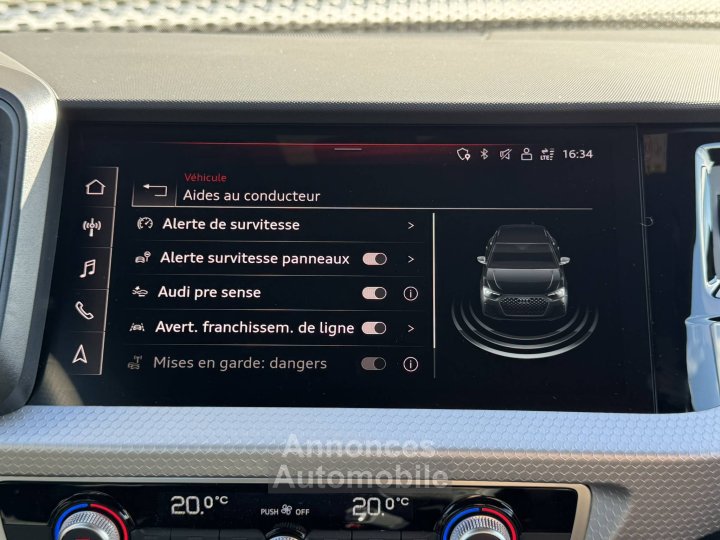 LTE 16:34
Véhicule
Aides au conducteur
Alerte de survitesse >
Alerte survitesse panneaux >
Audi pre sense i
Avert. franchissem. de ligne >
Mises en garde: dangers i
Annonces
Automobile
20.0°C PUSH OFF 20.0°C